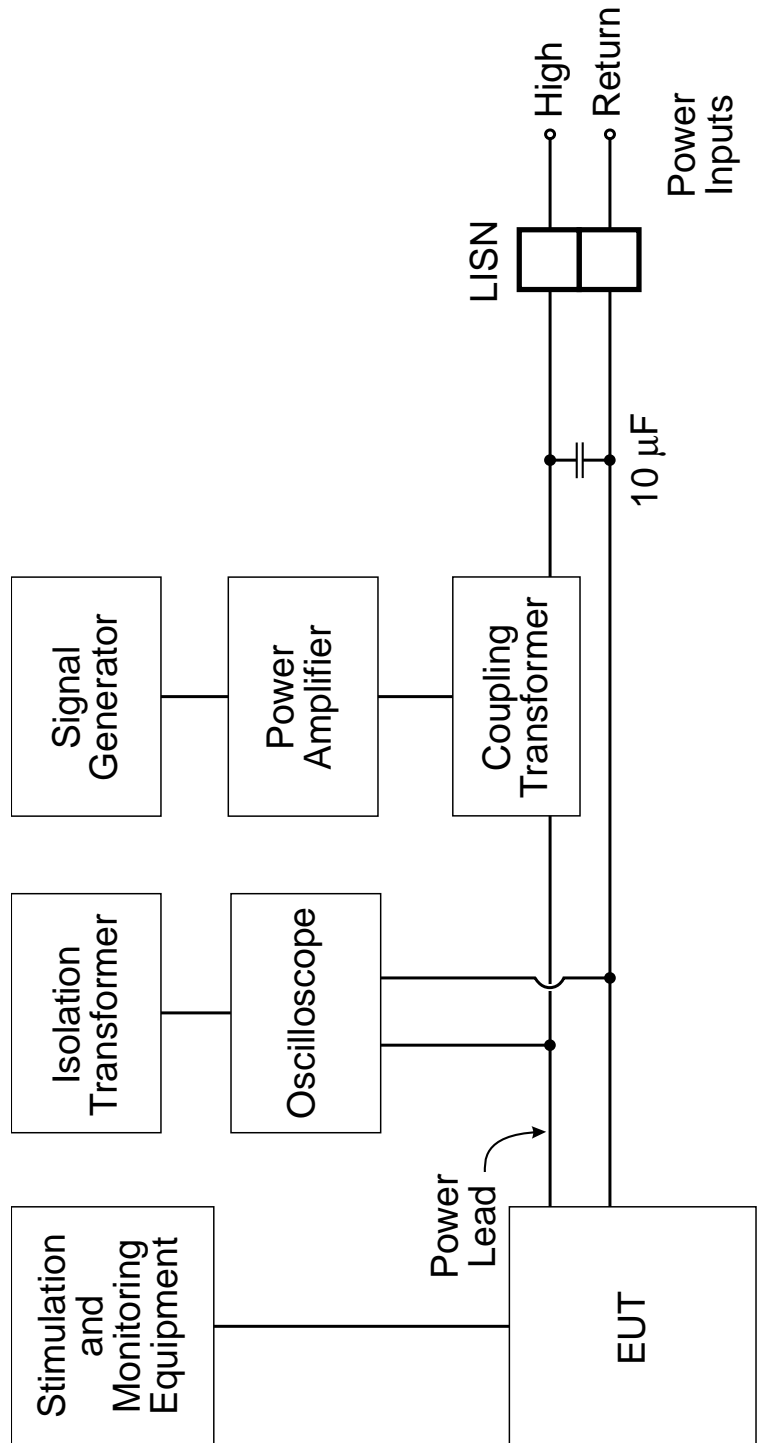 Stimulation
and
Monitoring
Equipment
Isolation
Transformer
Signal
Generator
Oscilloscope
Power
Amplifier
Coupling
Transformer
Power
Lead
EUT
10 μF
LISN
High
Return
Power
Inputs